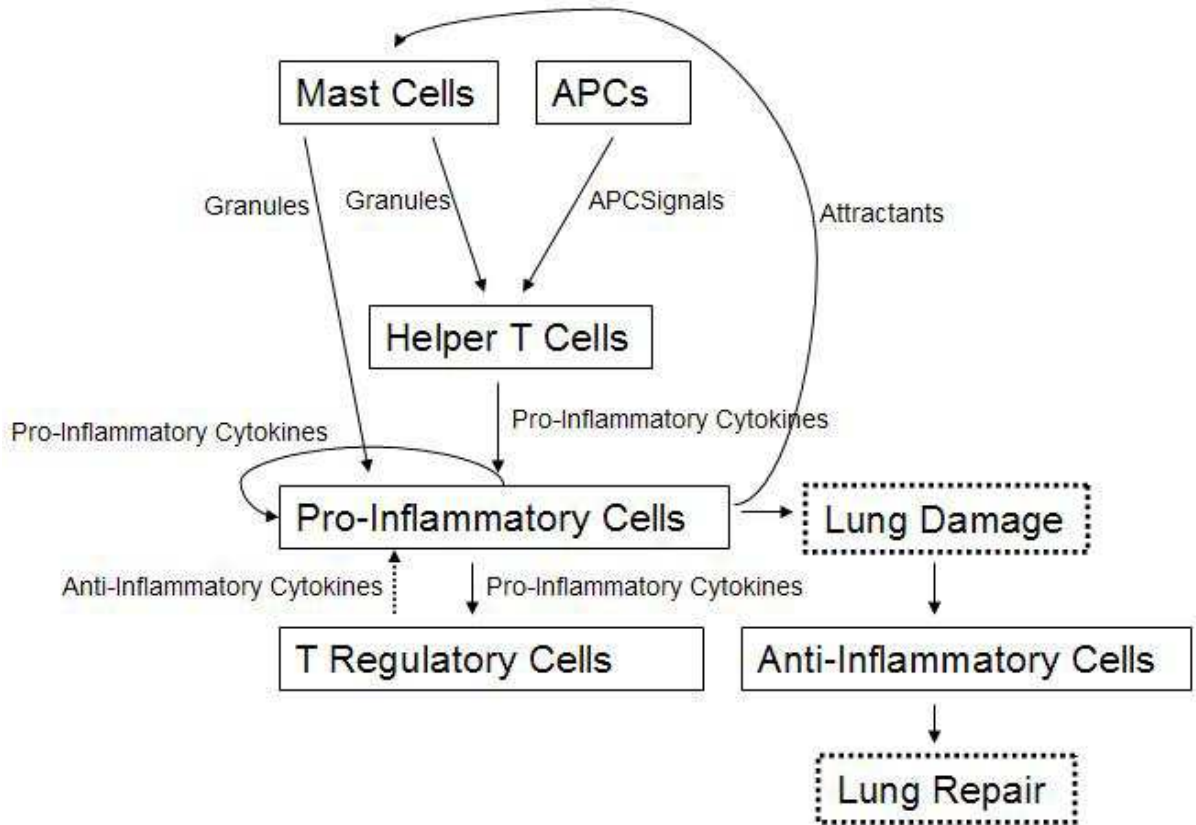 Mast Cells
APCs
Granules
Granules
APCSignals
Attractants
Helper T Cells
Pro-Inflammatory Cytokines
Pro-Inflammatory Cytokines
Pro-Inflammatory Cells
Lung Damage
Anti-Inflammatory Cytokines
Pro-Inflammatory Cytokines
T Regulatory Cells
Anti-Inflammatory Cells
Lung Repair